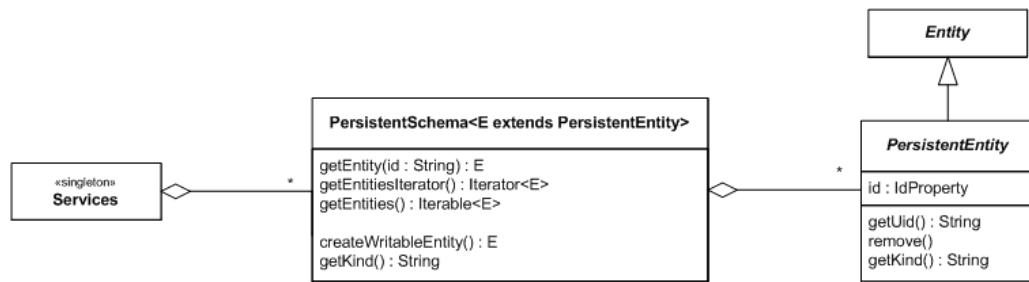 Entity
PersistentSchema<E extends PersistentEntity>
PersistentEntity
«singleton»
Services
*
getEntity(id : String) : E
getEntitiesIterator() : Iterator<E>
getEntities() : Iterable<E>
createWritableEntity() : E
getKind() : String
*
id : IdProperty
getUid() : String
remove()
getKind() : String